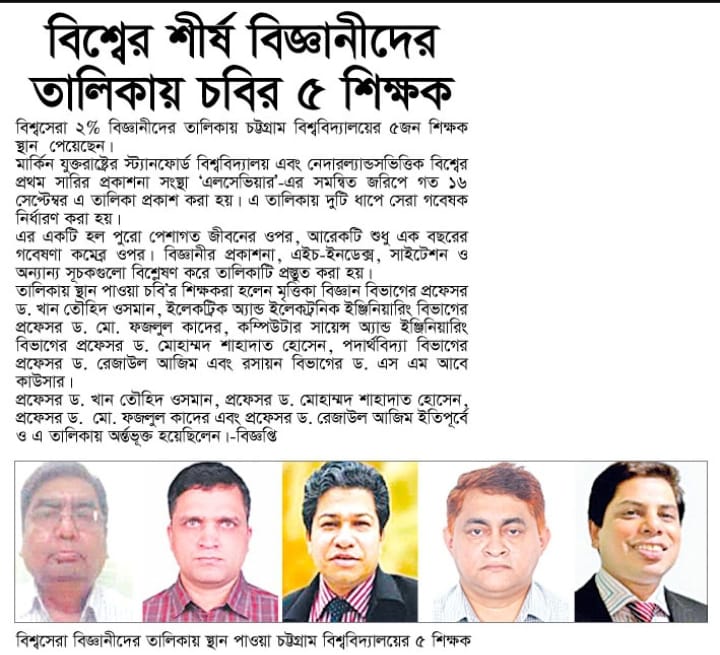 বিশ্বের শীর্ষ বিজ্ঞানীদের
তালিকায় চবির ৫ শিক্ষক
বিশ্বসেরা ২% বিজ্ঞানীদের তালিকায় চট্টগ্রাম বিশ্ববিদ্যালয়ের ৫জন শিক্ষক
স্থান পেয়েছেন।
মার্কিন যুক্তরাষ্ট্রের স্ট্যানফোর্ড বিশ্ববিদ্যালয় এবং নেদারল্যান্ডসভিত্তিক বিশ্বের
প্রথম সারির প্রকাশনা সংস্থা ‘এলসেভিয়ার’-এর সমন্বিত জরিপে গত ১৬
সেপ্টেম্বর এ তালিকা প্রকাশ করা হয়। এ তালিকায় দুটি ধাপে সেরা গবেষক
নির্ধারণ করা হয়।
এর একটি হল পুরো পেশাগত জীবনের ওপর, আরেকটি শুধু এক বছরের
গবেষণা কমের ওপর। বিজ্ঞানীর প্রকাশনা, এইচ-ইনডেক্স, সাইটেশন ও
অন্যান্য সূচকগুলো বিশ্লেষণ করে তালিকাটি প্রস্তুত করা হয়।
তালিকায় স্থান পাওয়া চবি’র শিক্ষকরা হলেন মৃত্তিকা বিজ্ঞান বিভাগের প্রফেসর
ড. খান তৌহিদ ওসমান, ইলেকট্রিক অ্যান্ড ইলেকট্রনিক ইঞ্জিনিয়ারিং বিভাগের
প্রফেসর ড. মো. ফজলুল কাদের, কম্পিউটার সায়েন্স অ্যান্ড ইঞ্জিনিয়ারিং
বিভাগের প্রফেসর ড. মোহাম্মদ শাহাদাত হোসেন, পদার্থবিদ্যা বিভাগের
প্রফেসর ড. রেজাউল আজিম এবং রসায়ন বিভাগের ড. এস এম আবে
কাউসার।
প্রফেসর ড. খান তৌহিদ ওসমান, প্রফেসর ড. মোহাম্মদ শাহাদাত হোসেন,
প্রফেসর ড. মো. ফজলুল কাদের এবং প্রফেসর ড. রেজাউল আজিম ইতিপূর্বে
ও এ তালিকায় অর্ন্তভূক্ত হয়েছিলেন।-বিজ্ঞপ্তি
বিশ্বসেরা বিজ্ঞানীদের তালিকায় স্থান পাওয়া চট্টগ্রাম বিশ্ববিদ্যালয়ের ৫ শিক্ষক